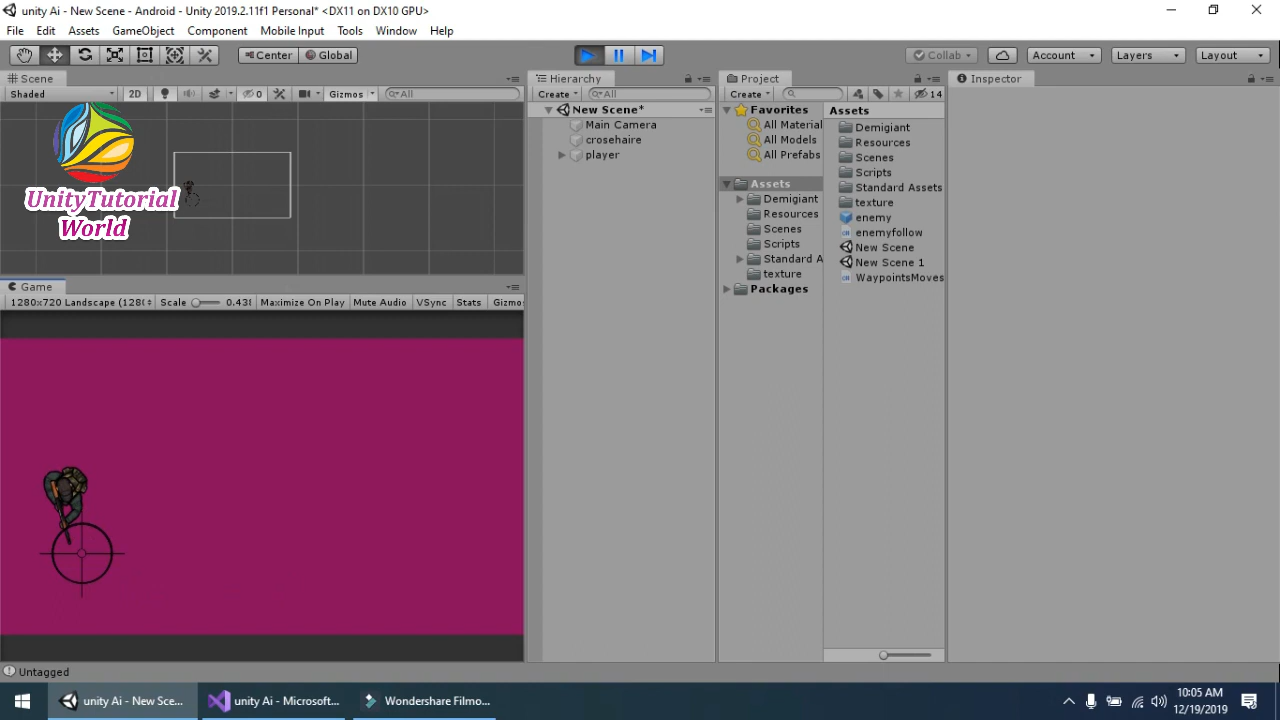 unity Ai - New Scene - Android - Unity 2019.2.11f1 Personal* <DX11 on DX10 GPU>
File Edit Assets GameObject Component Mobile Input Tools Window Help
Center Global Collab Account Layers Layout
Scene Hierarchy Project Inspector
Shaded 2D 0 Gizmos All
UnityTutorial
World
Game
1280x720 Landscape (128 Scale 0.43 Maximize On Play Mute Audio VSync Stats Gizmos
Create All
New Scene*
Main Camera
crosehaire
player
Create 14
Favorites
All Material
All Models
All Prefabs
Assets
Demigiant
Resources
Scenes
Scripts
Standard A
texture
Packages
Assets
Demigiant
Resources
Scenes
Scripts
Standard Assets
texture
enemy
enemyfollow
New Scene
New Scene 1
WaypointsMoves
Untagged
unity Ai - New Sce...
unity Ai - Microsoft...
Wondershare Filmo...
10:05 AM
12/19/2019